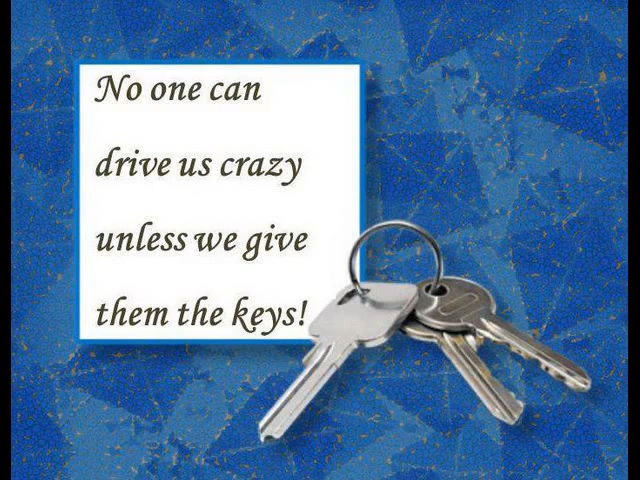 No one can
drive us crazy
unless we give
them the keys!